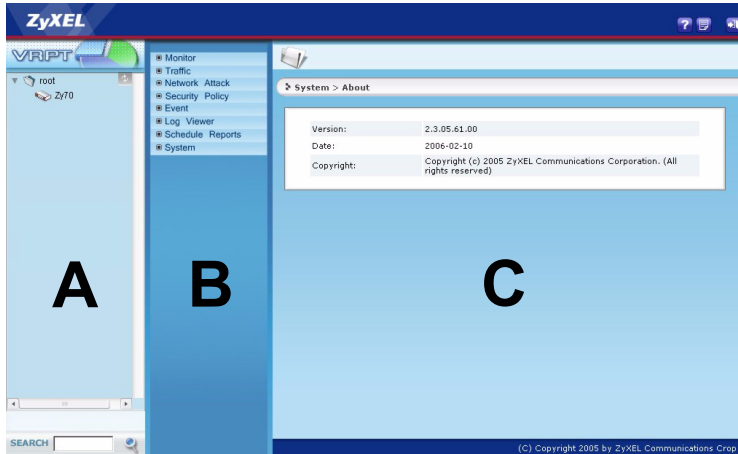 ZyXEL
VRPT
root
Zy70
Monitor
Traffic
Network Attack
Security Policy
Event
Log Viewer
Schedule Reports
System
System > About
Version: 2.3.05.61.00
Date: 2006-02-10
Copyright: Copyright (c) 2005 ZyXEL Communications Corporation. (All
rights reserved)
A
B
C
SEARCH
(C) Copyright 2005 by ZyXEL Communications Crop